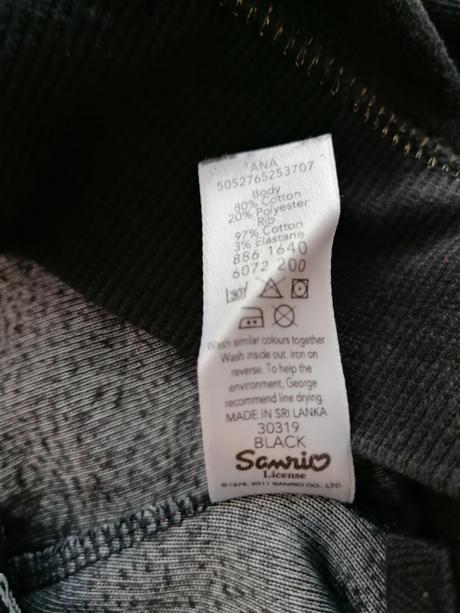 ANA
5052765253707
Body
80% Cotton
20% Polyester
Rib
97% Cotton
3% Elastane
886 1640
6072 200
Wash similar colours together
Wash inside out. iron on
reverse. To help the
environment, George
recommend line drying.
MADE IN SRI LANKA
30319
BLACK
Sanrio
License
©1976, 2011 SANRIO CO., LTD.